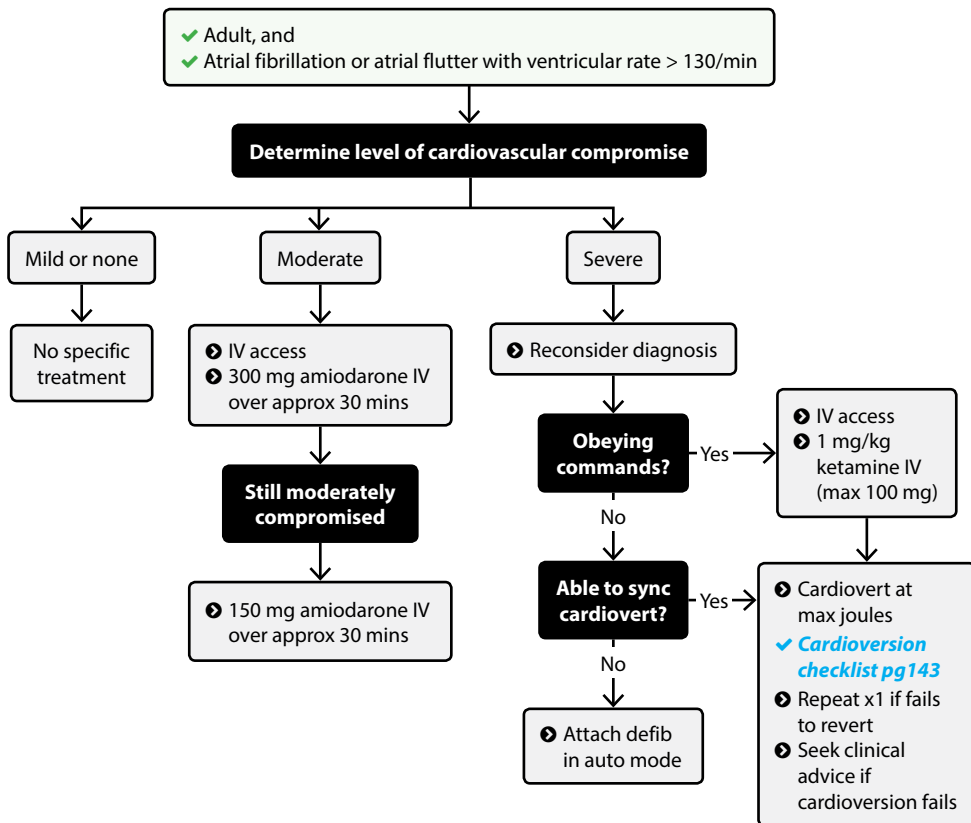 Adult, and
Atrial fibrillation or atrial flutter with ventricular rate > 130/min
Determine level of cardiovascular compromise
Mild or none
Moderate
Severe
No specific
treatment
IV access
300 mg amiodarone IV
over approx 30 mins
Still moderately
compromised
150 mg amiodarone IV
over approx 30 mins
Reconsider diagnosis
Obeying
commands?
Yes
IV access
1 mg/kg
ketamine IV
(max 100 mg)
No
Able to sync
cardiovert?
Yes
Cardiovert at
max joules
Cardioversion
checklist pg143
Repeat x1 if fails
to revert
Seek clinical
advice if
cardioversion fails
No
Attach defib
in auto mode